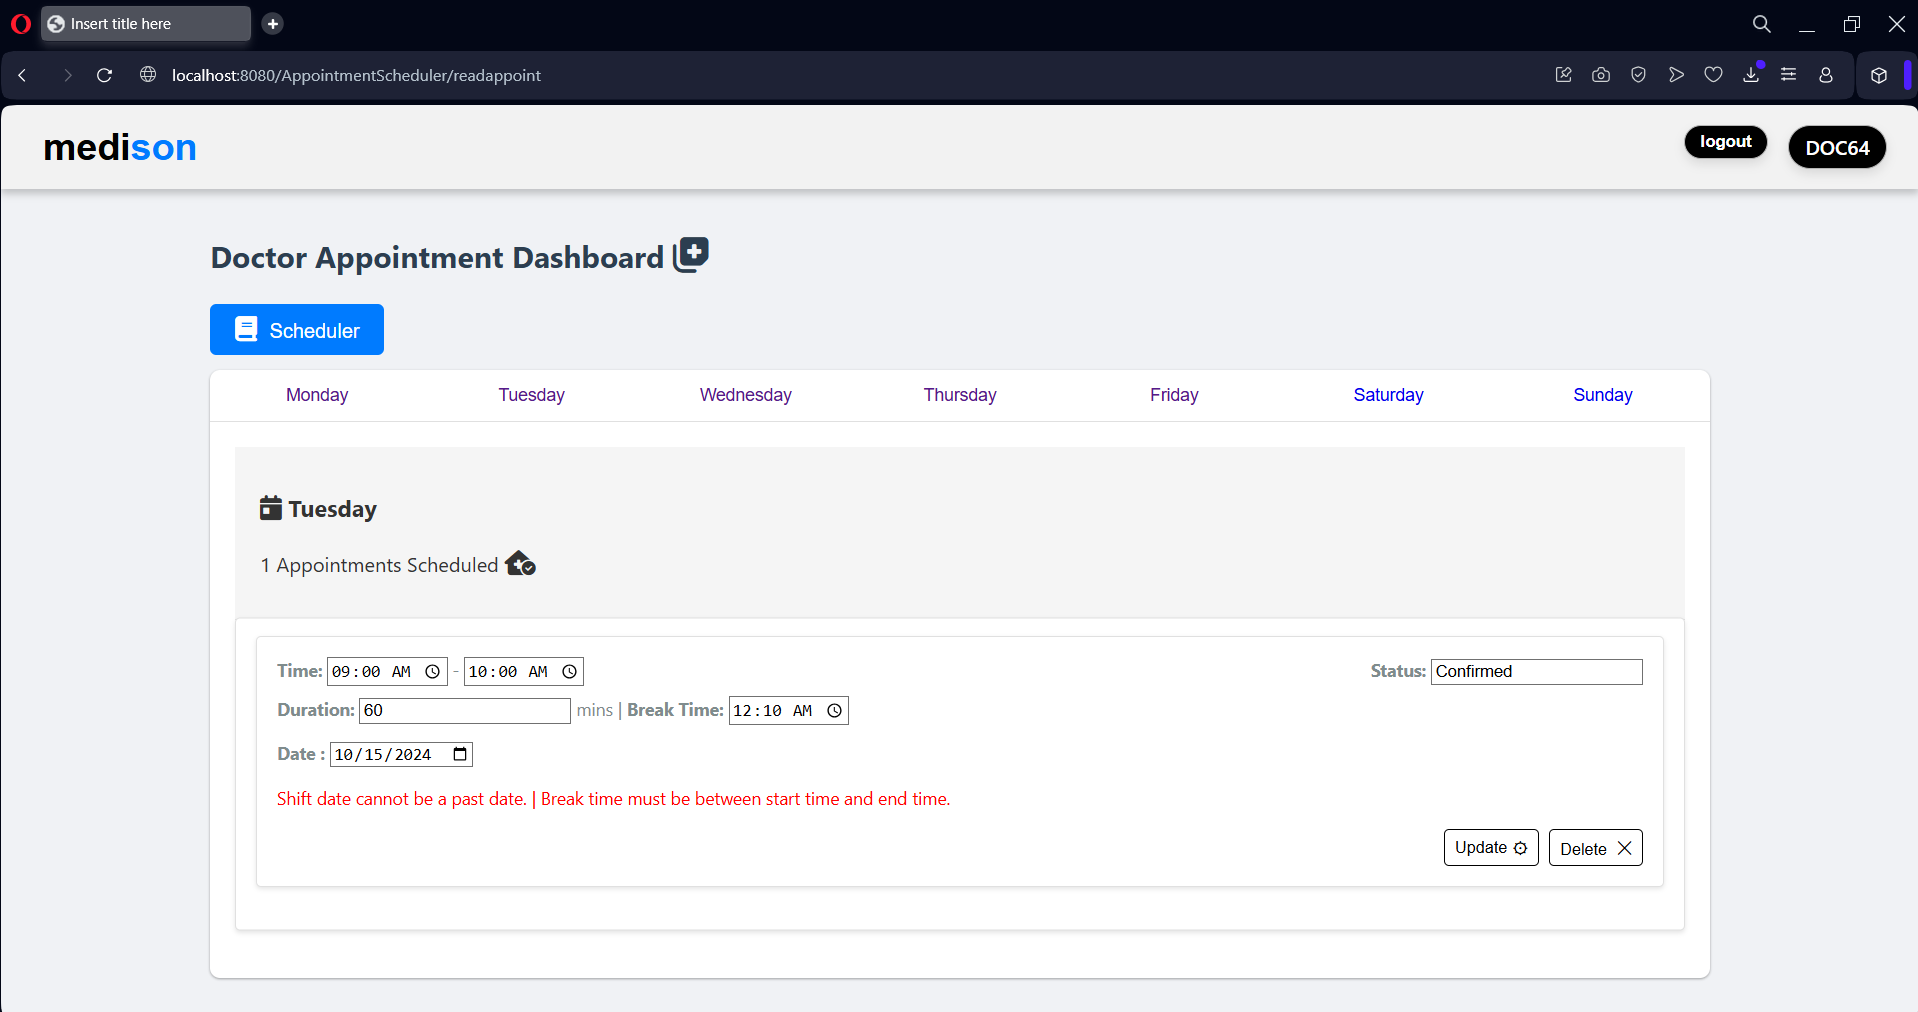 Insert title here
localhost:8080/AppointmentScheduler/readappoint
medison
logout
DOC64
Doctor Appointment Dashboard
Scheduler
Monday Tuesday Wednesday Thursday Friday Saturday Sunday
Tuesday
1 Appointments Scheduled
Time: 09:00 AM - 10:00 AM Status: Confirmed
Duration: 60 mins | Break Time: 12:10 AM
Date : 10/15/2024
Shift date cannot be a past date. | Break time must be between start time and end time.
Update Delete